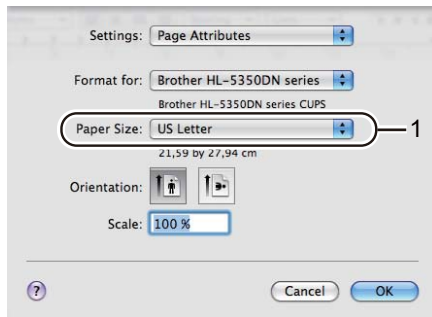 Settings: Page Attributes
Format for: Brother HL-5350DN series
Brother HL-5350DN series CUPS
Paper Size: US Letter 1
21,59 by 27,94 cm
Orientation:
Scale: 100 %
? Cancel OK